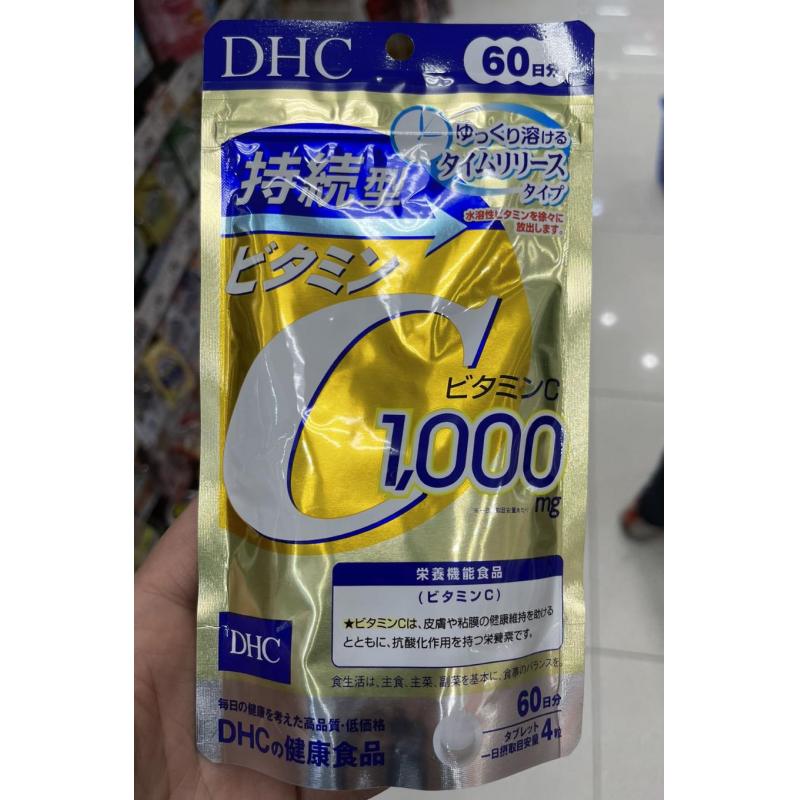 DHC
60日分
ゆっくり溶ける
タイムリリース
タイプ
水溶性ビタミンを徐々に
放出します。
持続型
ビタミン
C
ビタミンC
1,000
mg
栄養機能食品
(ビタミンC)
★ビタミンCは、皮膚や粘膜の健康維持を助ける
とともに、抗酸化作用を持つ栄養素です。
DHC
食生活は、主食、主菜、副菜を基本に、食事のバランスを。
毎日の健康を考えた高品質・低価格
DHCの健康食品
60日分
タブレット
一日摂取目安量4粒